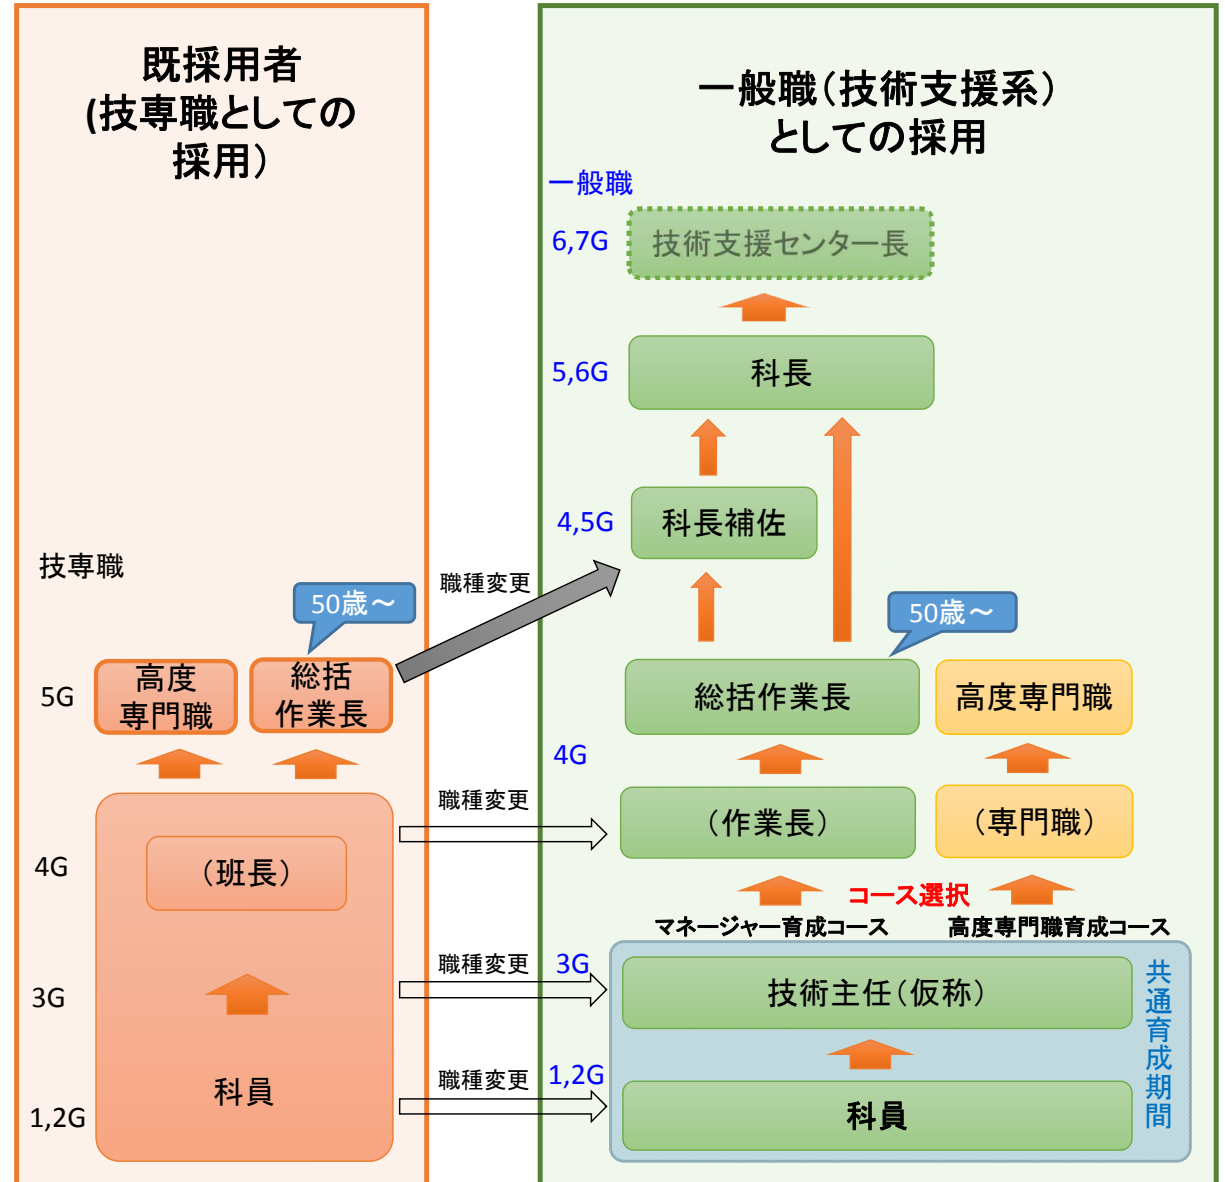 既採用者
(技専職としての
採用)
技専職
50歳～
5G
高度
専門職
総括
作業長
4G
（班長）
3G
科員
1,2G
職種変更
職種変更
職種変更
職種変更
一般職（技術支援系）
としての採用
一般職
6,7G
技術支援センター長
5,6G
科長
4,5G
科長補佐
50歳～
総括作業長
高度専門職
4G
（作業長）
（専門職）
コース選択
マネージャー育成コース
高度専門職育成コース
3G
技術主任（仮称）
1,2G
科員
共通育成期間